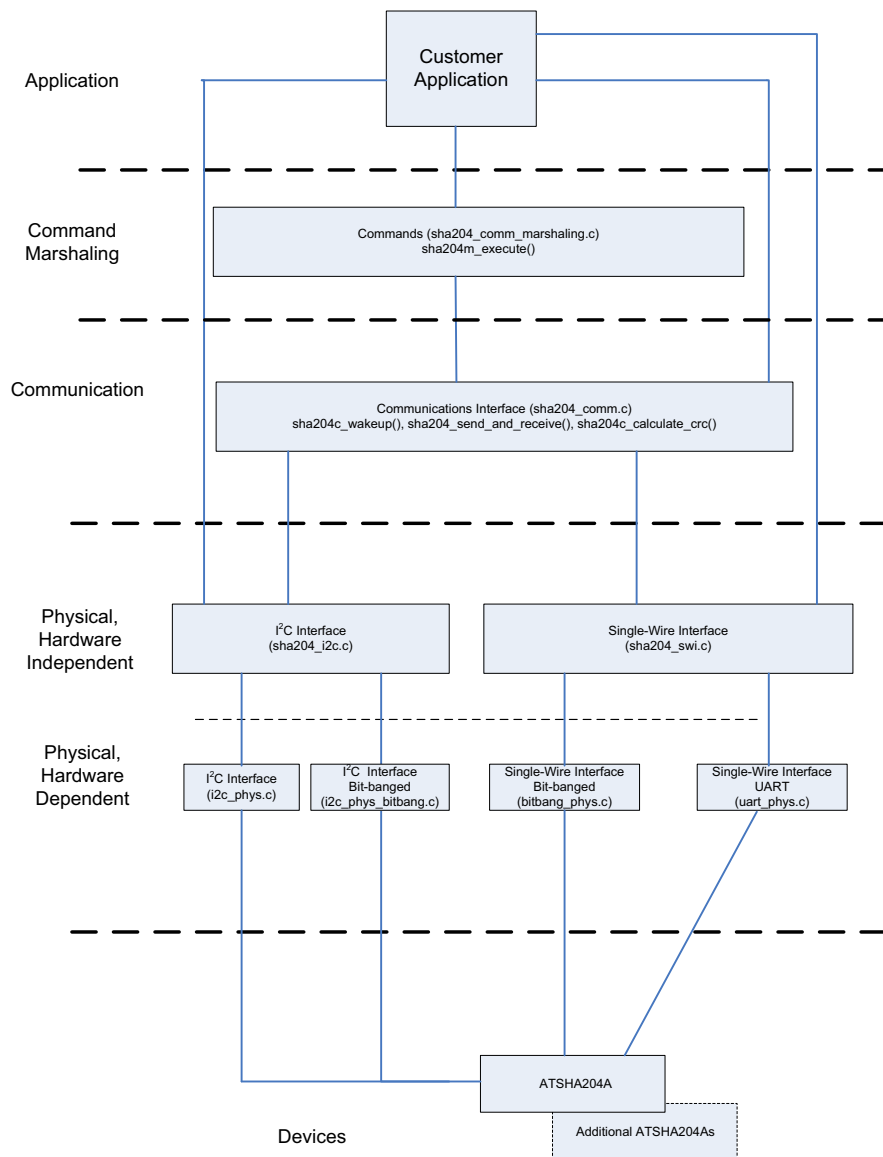 Customer
Application
Application
Command
Marshaling
Commands (sha204_comm_marshaling.c)
sha204m_execute()
Communication
Communications Interface (sha204_comm.c)
sha204c_wakeup(), sha204_send_and_receive(), sha204c_calculate_crc()
Physical,
Hardware
Independent
I²C Interface
(sha204_i2c.c)
Single-Wire Interface
(sha204_swi.c)
Physical,
Hardware
Dependent
I²C Interface
(i2c_phys.c)
I²C Interface
Bit-banged
(i2c_phys_bitbang.c)
Single-Wire Interface
Bit-banged
(bitbang_phys.c)
Single-Wire Interface
UART
(uart_phys.c)
ATSHA204A
Additional ATSHA204As
Devices